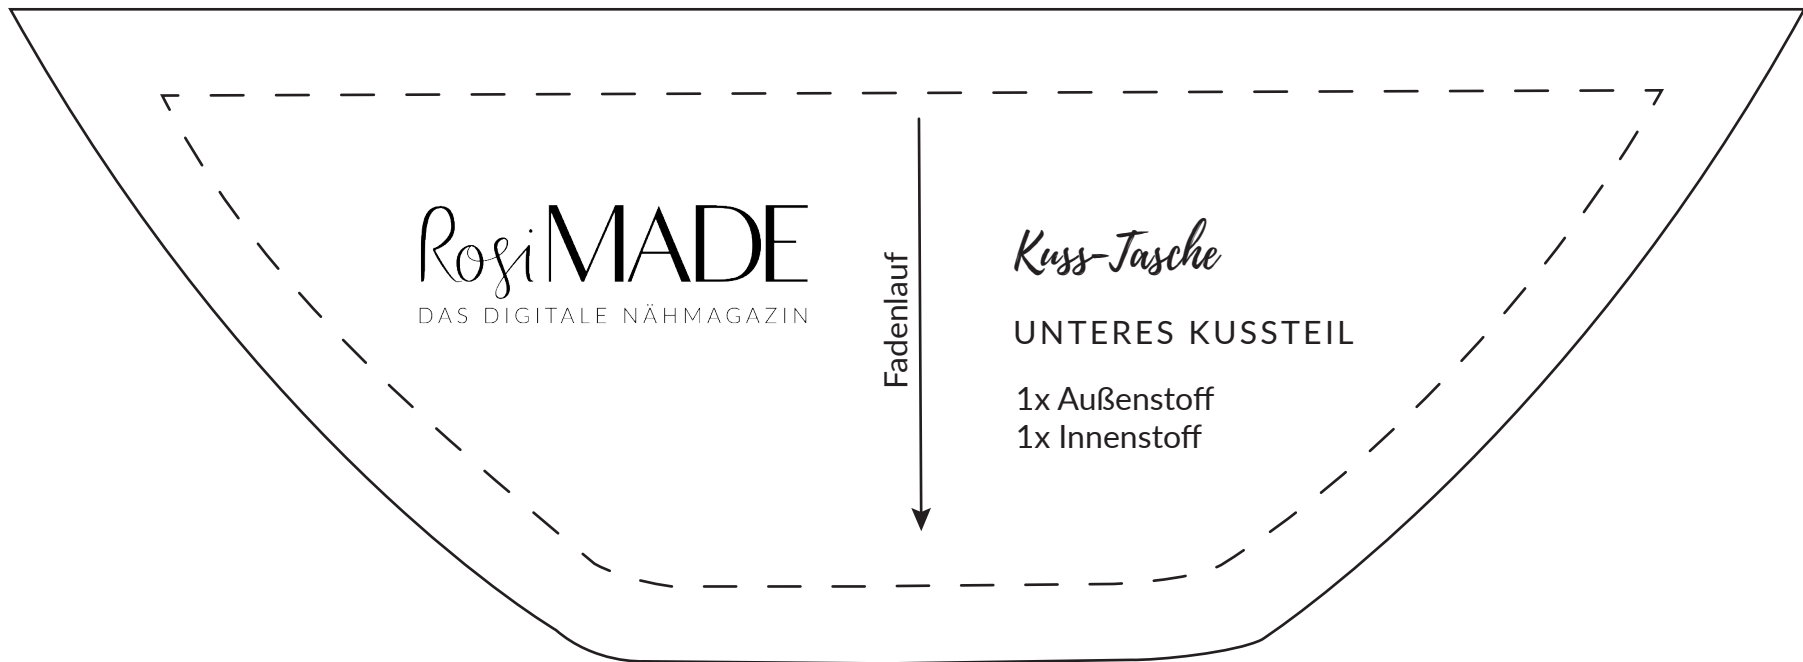 RosiMADE
DAS DIGITALE NÄHMAGAZIN
Fadenlauf
Kuss-Tasche
UNTERES KUSSTEIL
1x Außenstoff
1x Innenstoff